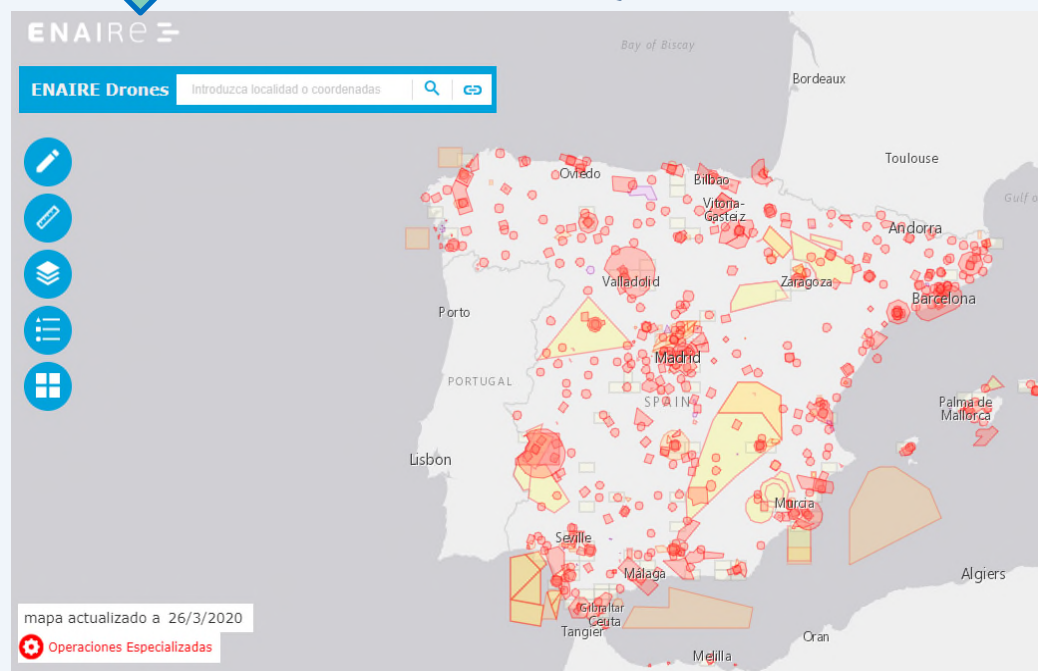 ENAIRe
Bay of Biscay
Bordeaux
ENAIRE Drones
Introduzca localidad o coordenadas
Toulouse
Oviedo
Bilbao
Vitoria-
Gasteiz
Gulf o
Andorra
Valladolid
Zaragoza
Barcelona
Porto
Madrid
PORTUGAL
SPAIN
Palma de
Mallorca
Lisbon
Murcia
Seville
Málaga
Algiers
Gibraltar
Ceuta
Tangier
Oran
Melilla
mapa actualizado a 26/3/2020
Operaciones Especializadas